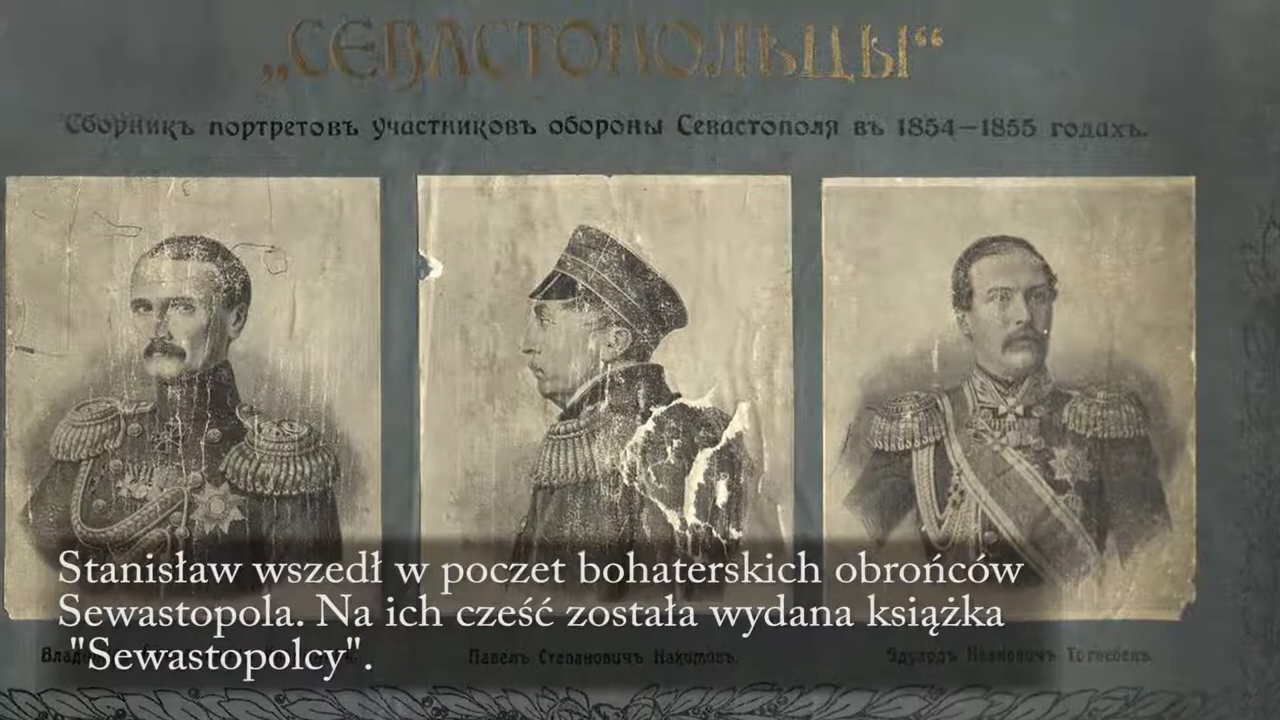 „СЕВАСТОПОЛЬЦЫ“
Сборникъ портретовъ участниковъ обороны Севастополя въ 1854—1855 годахъ.
Stanisław wszedł w poczet bohaterskich obrońców
Sewastopola. Na ich cześć została wydana książka
"Sewastopolcy".
Павелъ Степановичъ Нахимовъ.
Эдуардъ Ивановичъ Тотлебенъ.